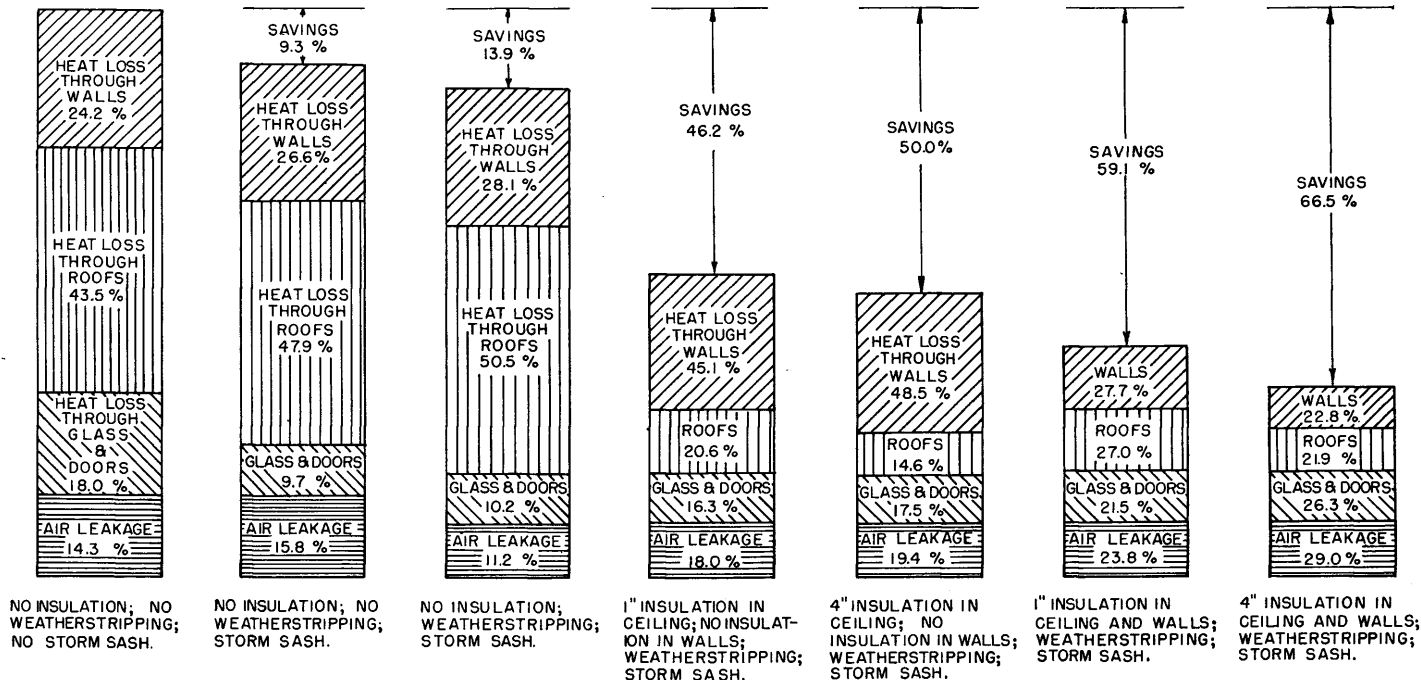 HEAT LOSS
THROUGH
WALLS
24.2 %
HEAT LOSS
THROUGH
ROOFS
43.5 %
HEAT LOSS
THROUGH
GLASS
&
DOORS
18.0 %
AIR LEAKAGE
14.3 %
NO INSULATION; NO
WEATHERSTRIPPING;
NO STORM SASH.
SAVINGS
9.3 %
HEAT LOSS
THROUGH
WALLS
26.6%
HEAT LOSS
THROUGH
ROOFS
47.9%
GLASS & DOORS
9.7 %
AIR LEAKAGE
15.8 %
NO INSULATION; NO
WEATHERSTRIPPING;
STORM SASH.
SAVINGS
13.9 %
HEAT LOSS
THROUGH
WALLS
28.1 %
HEAT LOSS
THROUGH
ROOFS
50.5 %
GLASS & DOORS
10.2 %
AIR LEAKAGE
11.2 %
NO INSULATION;
WEATHERSTRIPPING;
STORM SASH.
SAVINGS
46.2 %
HEAT LOSS
THROUGH
WALLS
45.1 %
ROOFS
20.6 %
GLASS & DOORS
16.3 %
AIR LEAKAGE
18.0 %
1" INSULATION IN
CEILING; NO INSULAT-
ION IN WALLS;
WEATHERSTRIPPING;
STORM SASH.
SAVINGS
50.0%
HEAT LOSS
THROUGH
WALLS
48.5 %
ROOFS
14.6 %
GLASS & DOORS
17.5 %
AIR LEAKAGE
19.4 %
4" INSULATION IN
CEILING; NO
INSULATION IN WALLS;
WEATHERSTRIPPING;
STORM SASH.
SAVINGS
59.1 %
WALLS
27.7 %
ROOFS
27.0 %
GLASS & DOORS
21.5 %
AIR LEAKAGE
23.8 %
1" INSULATION IN
CEILING AND WALLS;
WEATHERSTRIPPING;
STORM SASH.
SAVINGS
66.5 %
WALLS
22.8%
ROOFS
21.9 %
GLASS & DOORS
26.3 %
AIR LEAKAGE
29.0 %
4" INSULATION IN
CEILING AND WALLS;
WEATHERSTRIPPING;
STORM SASH.